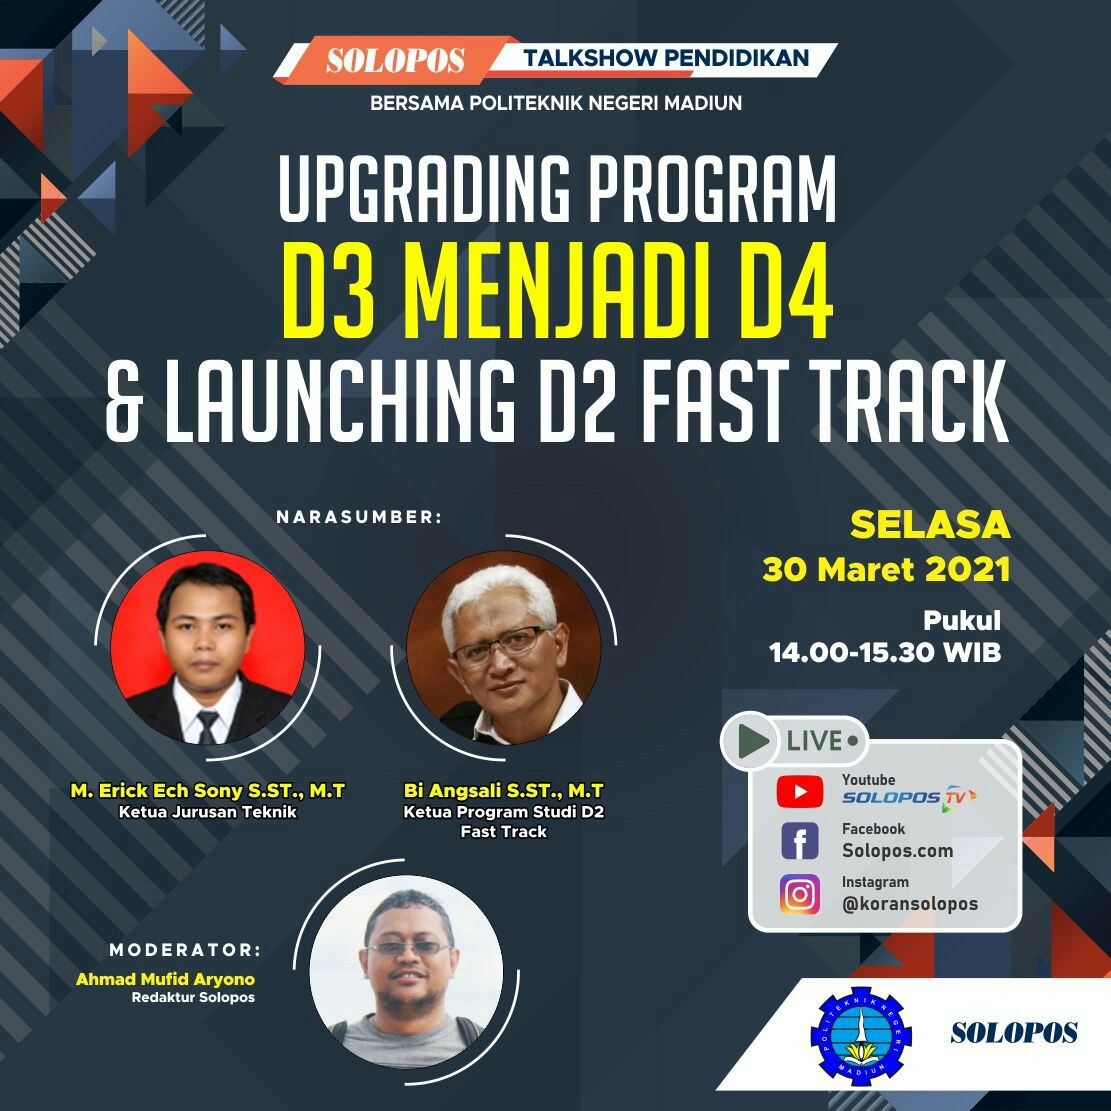 SOLOPOS TALKSHOW PENDIDIKAN
BERSAMA POLITEKNIK NEGERI MADIUN
UPGRADING PROGRAM
D3 MENJADI D4
& LAUNCHING D2 FAST TRACK
NARASUMBER:
M. Erick Ech Sony S.ST., M.T
Ketua Jurusan Teknik
Bi Angsali S.ST., M.T
Ketua Program Studi D2
Fast Track
MODERATOR:
Ahmad Mufid Aryono
Redaktur Solopos
SELASA
30 Maret 2021
Pukul
14.00-15.30 WIB
LIVE
Youtube
SOLOPOS TV
Facebook
Solopos.com
Instagram
@koransolopos
POLITEKNIK NEGERI
MADIUN
SOLOPOS